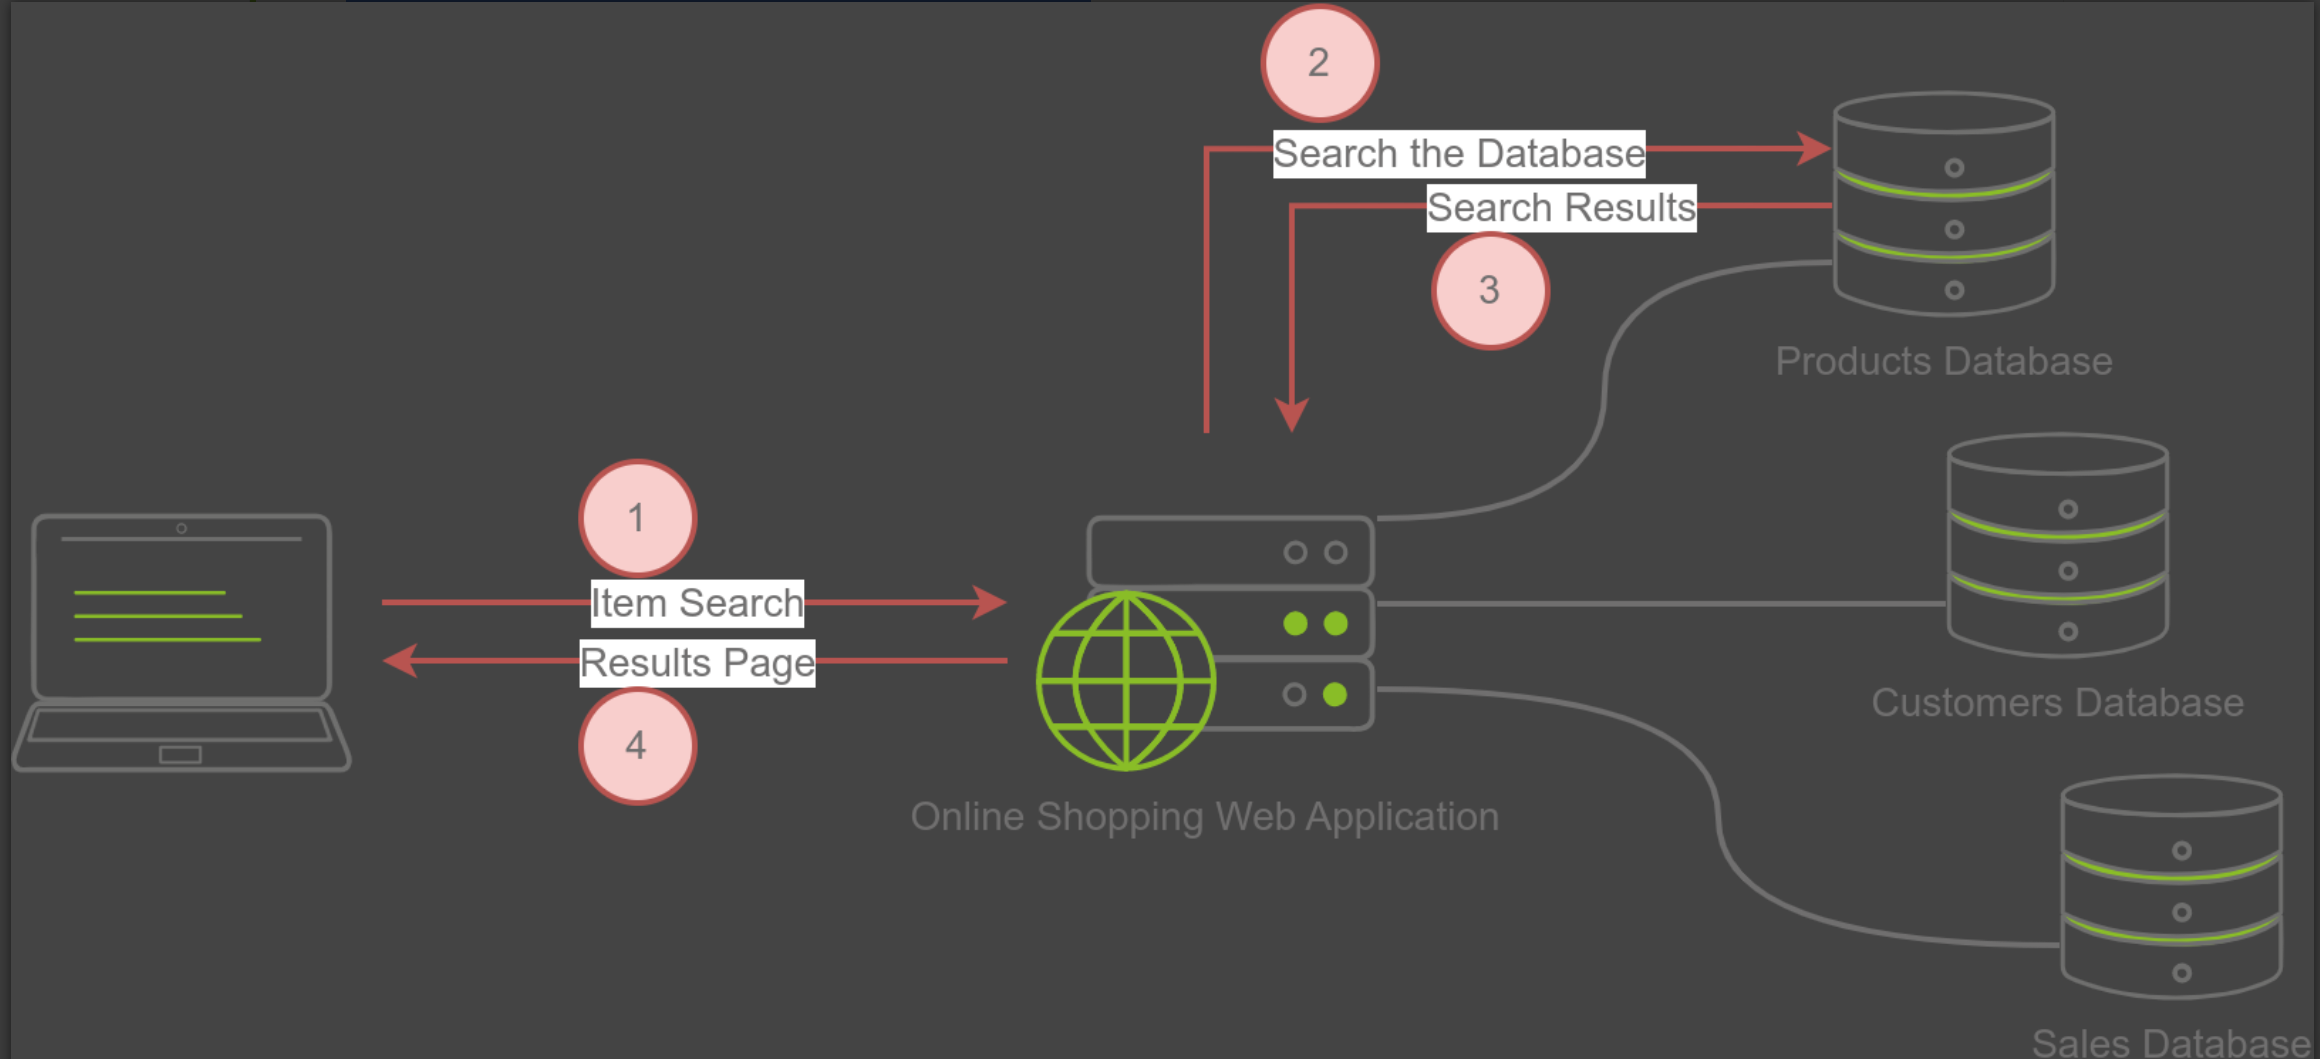 2
Search the Database
Search Results
3
Products Database
1
Item Search
Results Page
4
Customers Database
Online Shopping Web Application
Sales Database